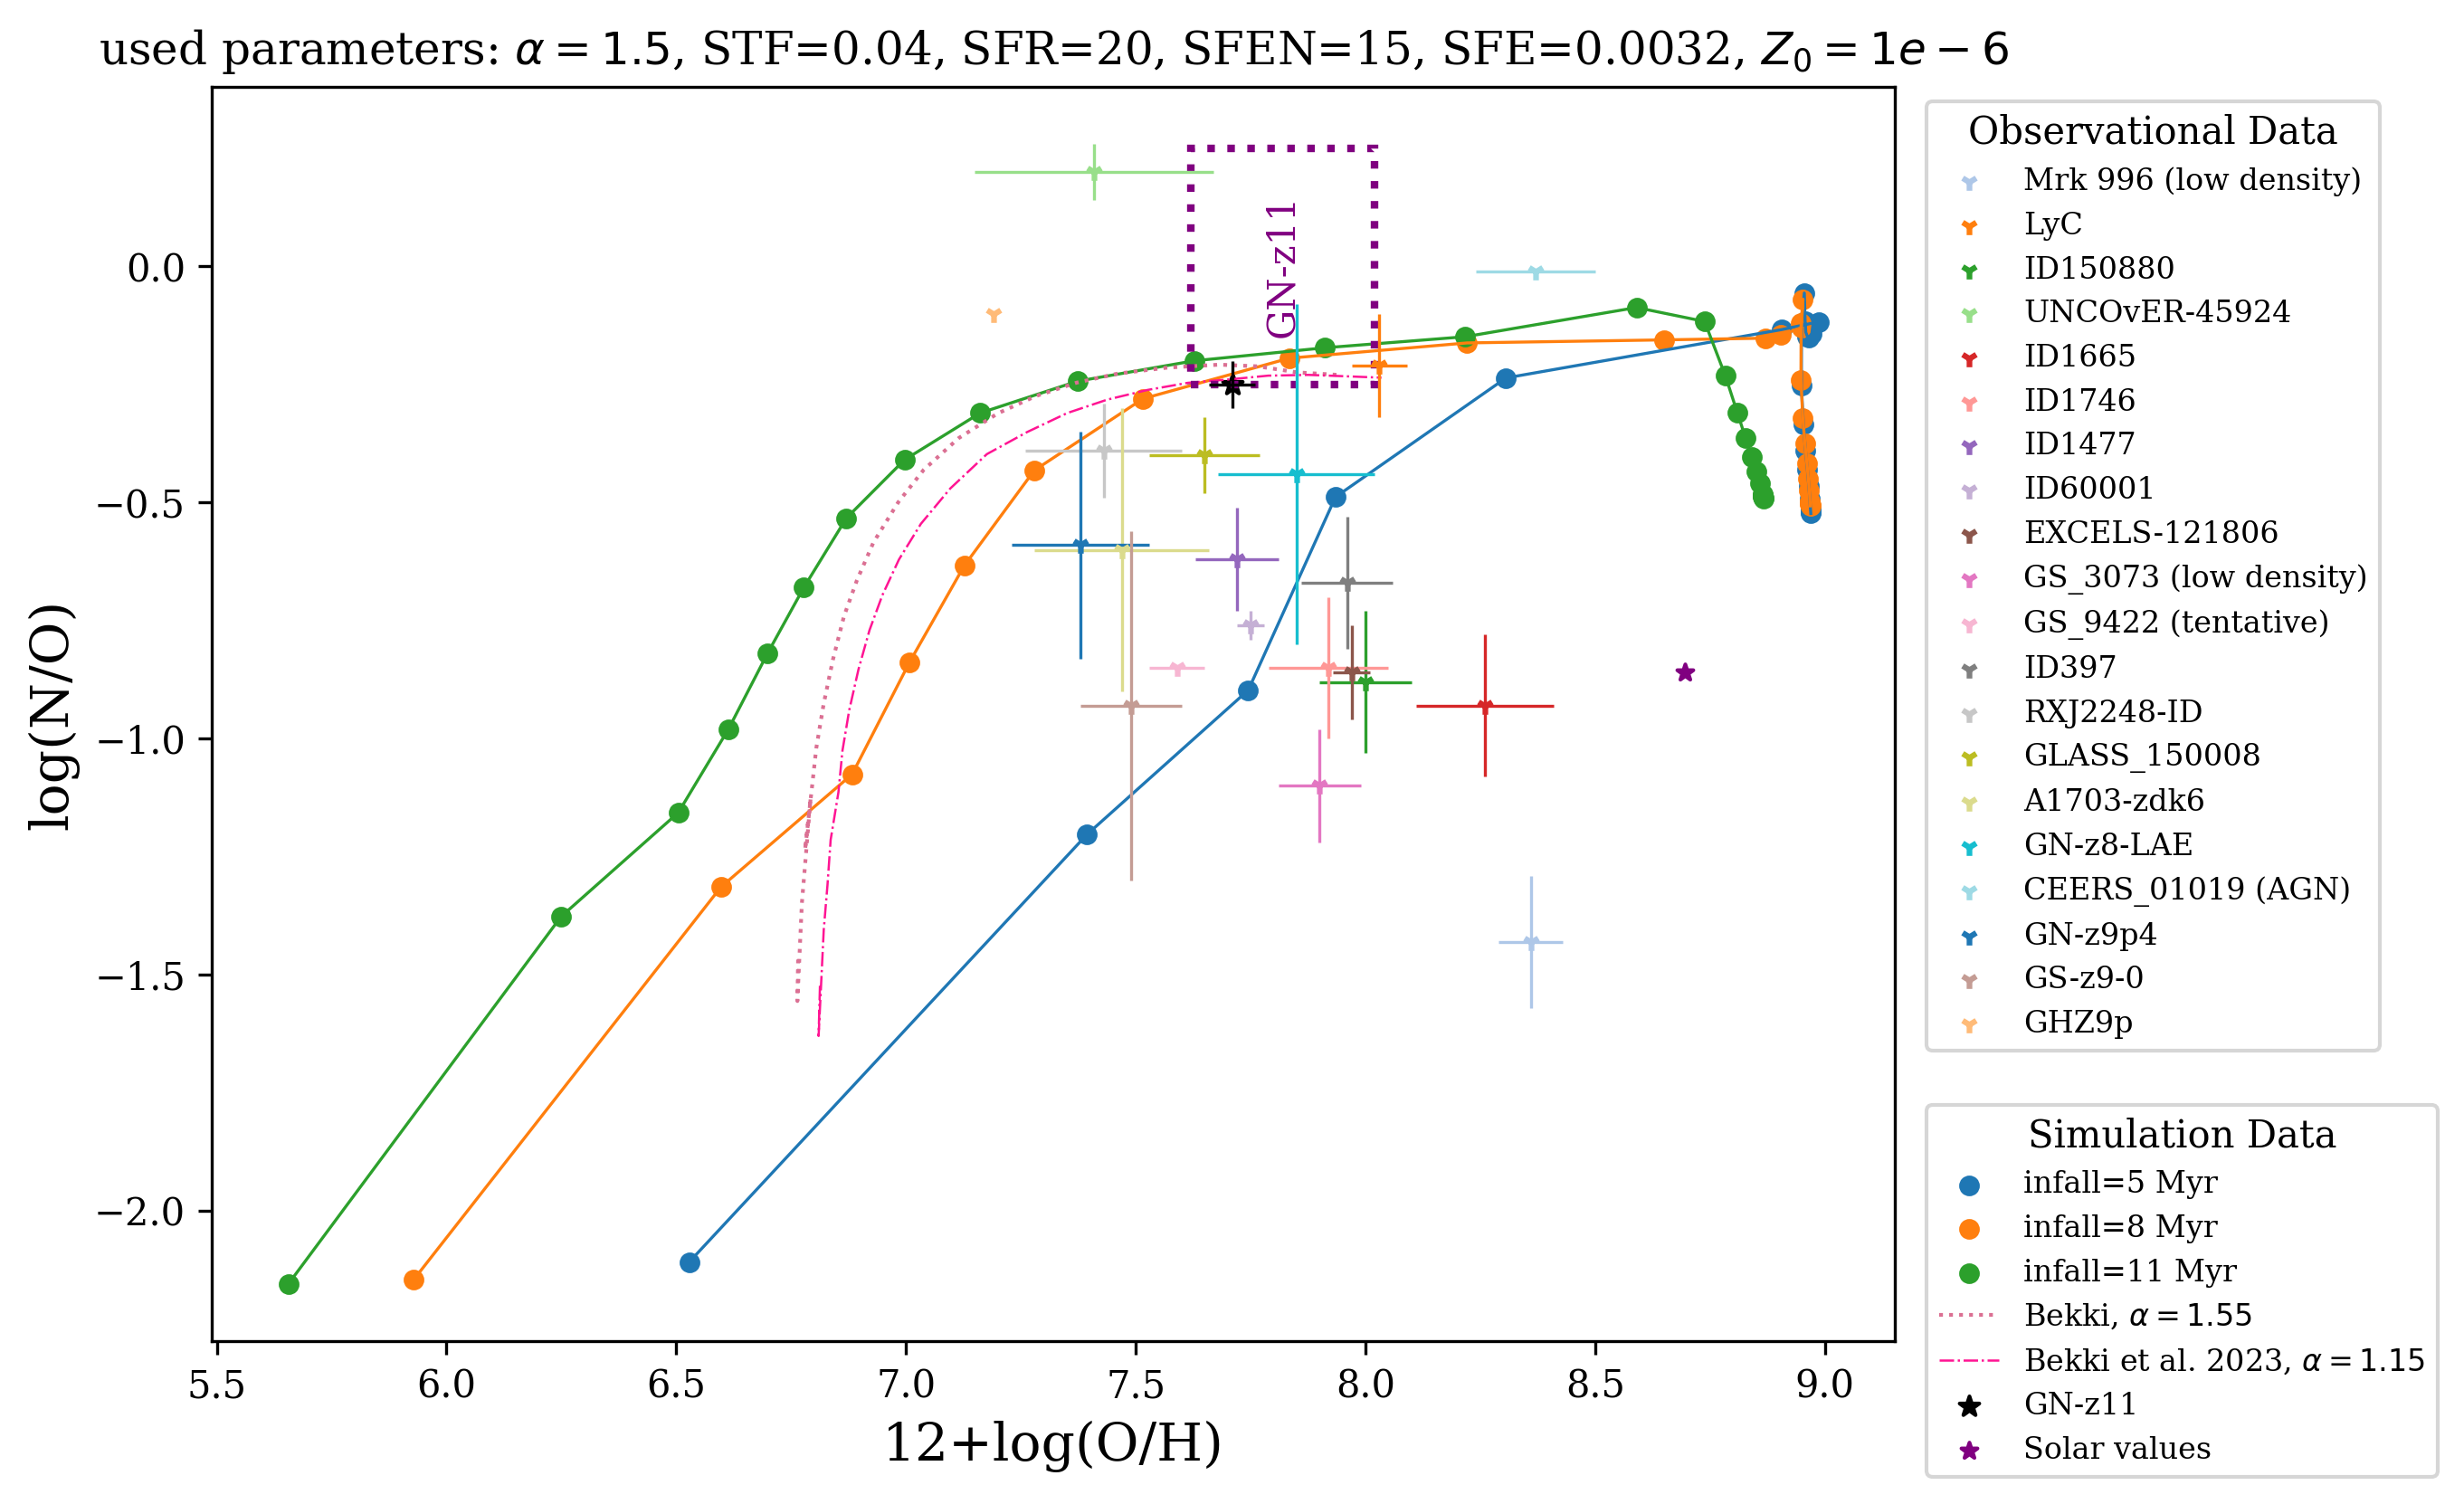 used parameters: α = 1.5, STF=0.04, SFR=20, SFEN=15, SFE=0.0032, Z₀ = 1e − 6
log(N/O)
0.0
−0.5
−1.0
−1.5
−2.0
GN-z11
5.5 6.0 6.5 7.0 7.5 8.0 8.5 9.0
12+log(O/H)
Observational Data
Mrk 996 (low density)
LyC
ID150880
UNCOvER-45924
ID1665
ID1746
ID1477
ID60001
EXCELS-121806
GS_3073 (low density)
GS_9422 (tentative)
ID397
RXJ2248-ID
GLASS_150008
A1703-zdk6
GN-z8-LAE
CEERS_01019 (AGN)
GN-z9p4
GS-z9-0
GHZ9p
Simulation Data
infall=5 Myr
infall=8 Myr
infall=11 Myr
Bekki, α = 1.55
Bekki et al. 2023, α = 1.15
GN-z11
Solar values